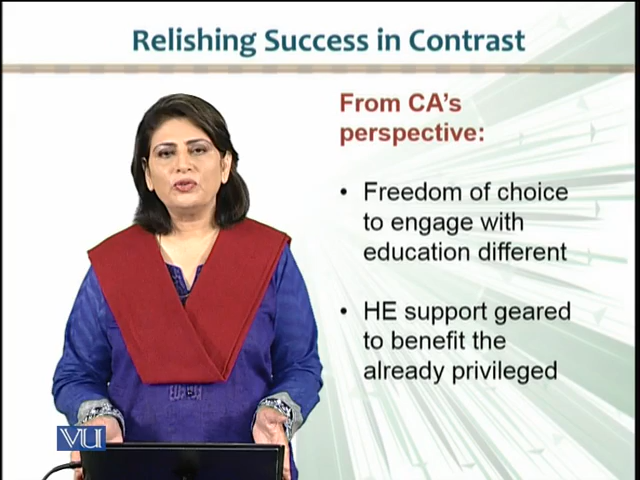 Relishing Success in Contrast
From CA's
perspective:
• Freedom of choice
to engage with
education different
• HE support geared
to benefit the
already privileged
VU